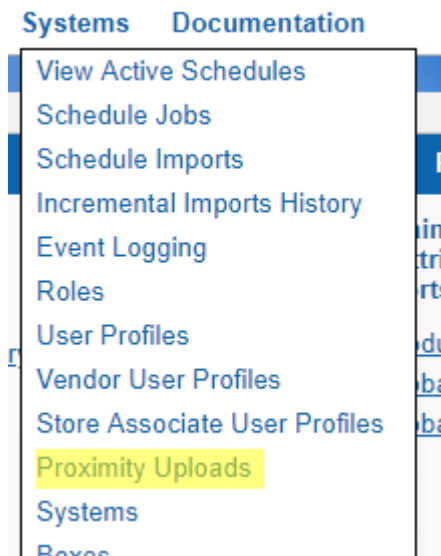 Systems Documentation
View Active Schedules
Schedule Jobs
Schedule Imports
Incremental Imports History
Event Logging
Roles
User Profiles
Vendor User Profiles
Store Associate User Profiles
Proximity Uploads
Systems
Boxes